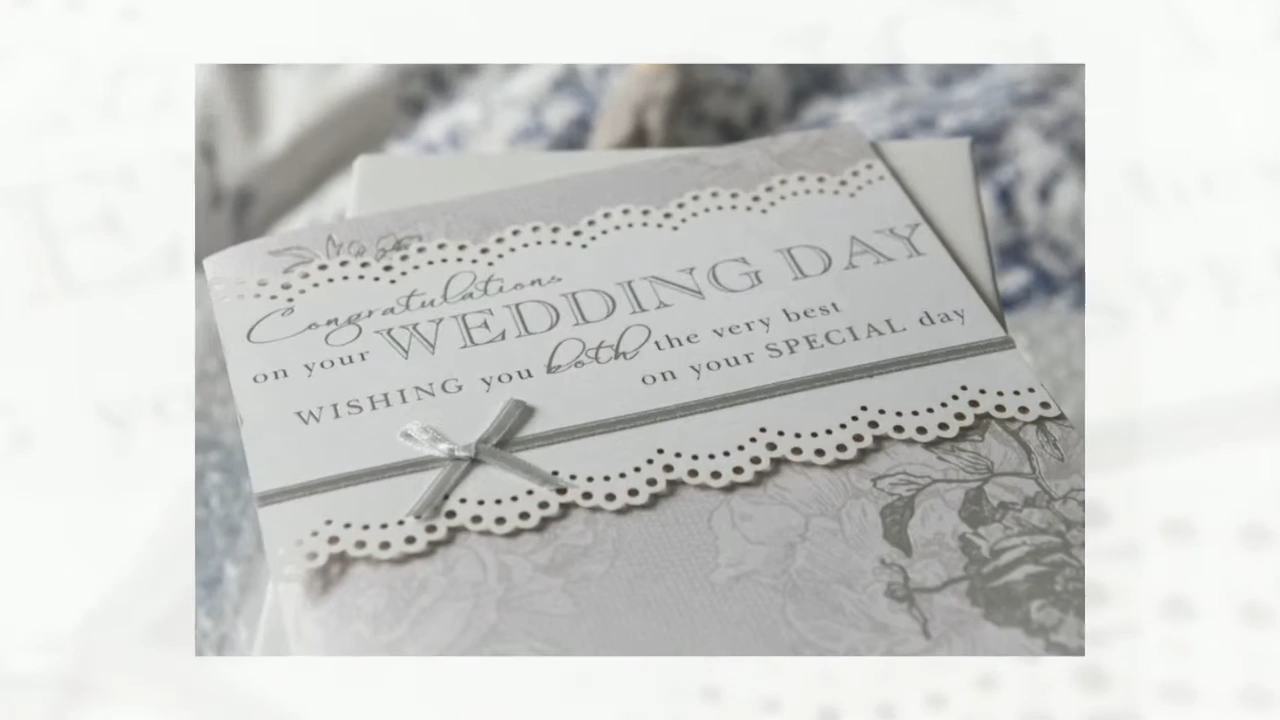 Congratulations
on your WEDDING DAY
WISHING you both the very best
on your SPECIAL day